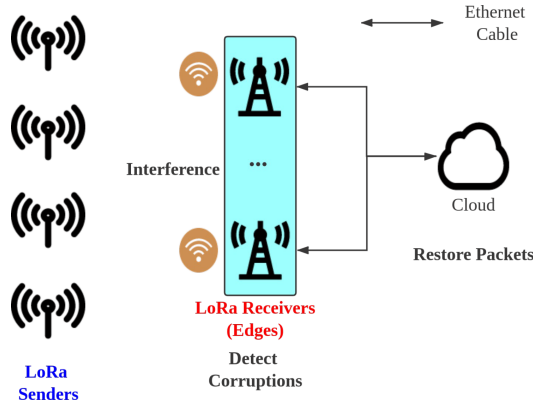 Ethernet
Cable
Interference
...
Cloud
Restore Packets
LoRa Receivers
(Edges)
Detect
Corruptions
LoRa
Senders